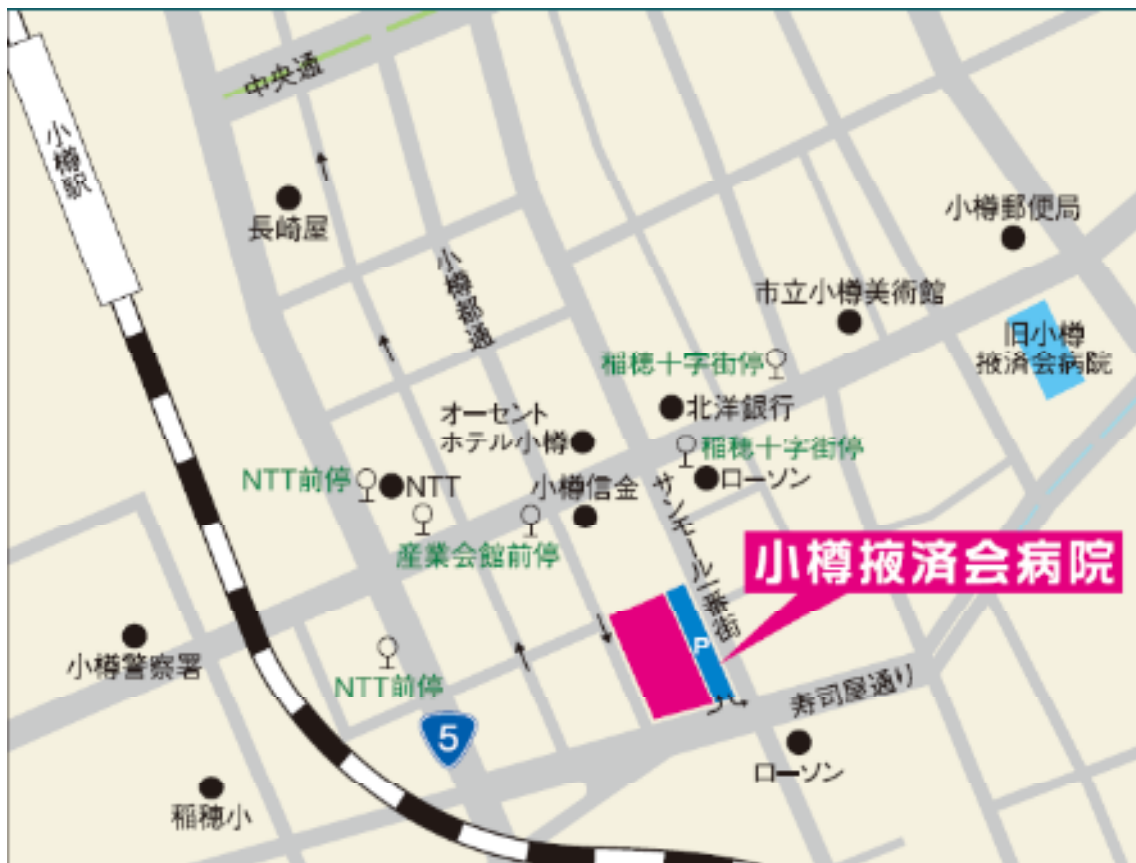 中央通
小樽駅
長崎屋
小樽郵便局
小樽都通
市立小樽美術館
旧小樽
掖済会病院
稲穂十字街停
北洋銀行
オーセント
ホテル小樽
稲穂十字街停
ローソン
NTT前停
NTT
小樽信金
サンモール一番街
産業会館前停
小樽掖済会病院
P
小樽警察署
NTT前停
寿司屋通り
5
ローソン
稲穂小